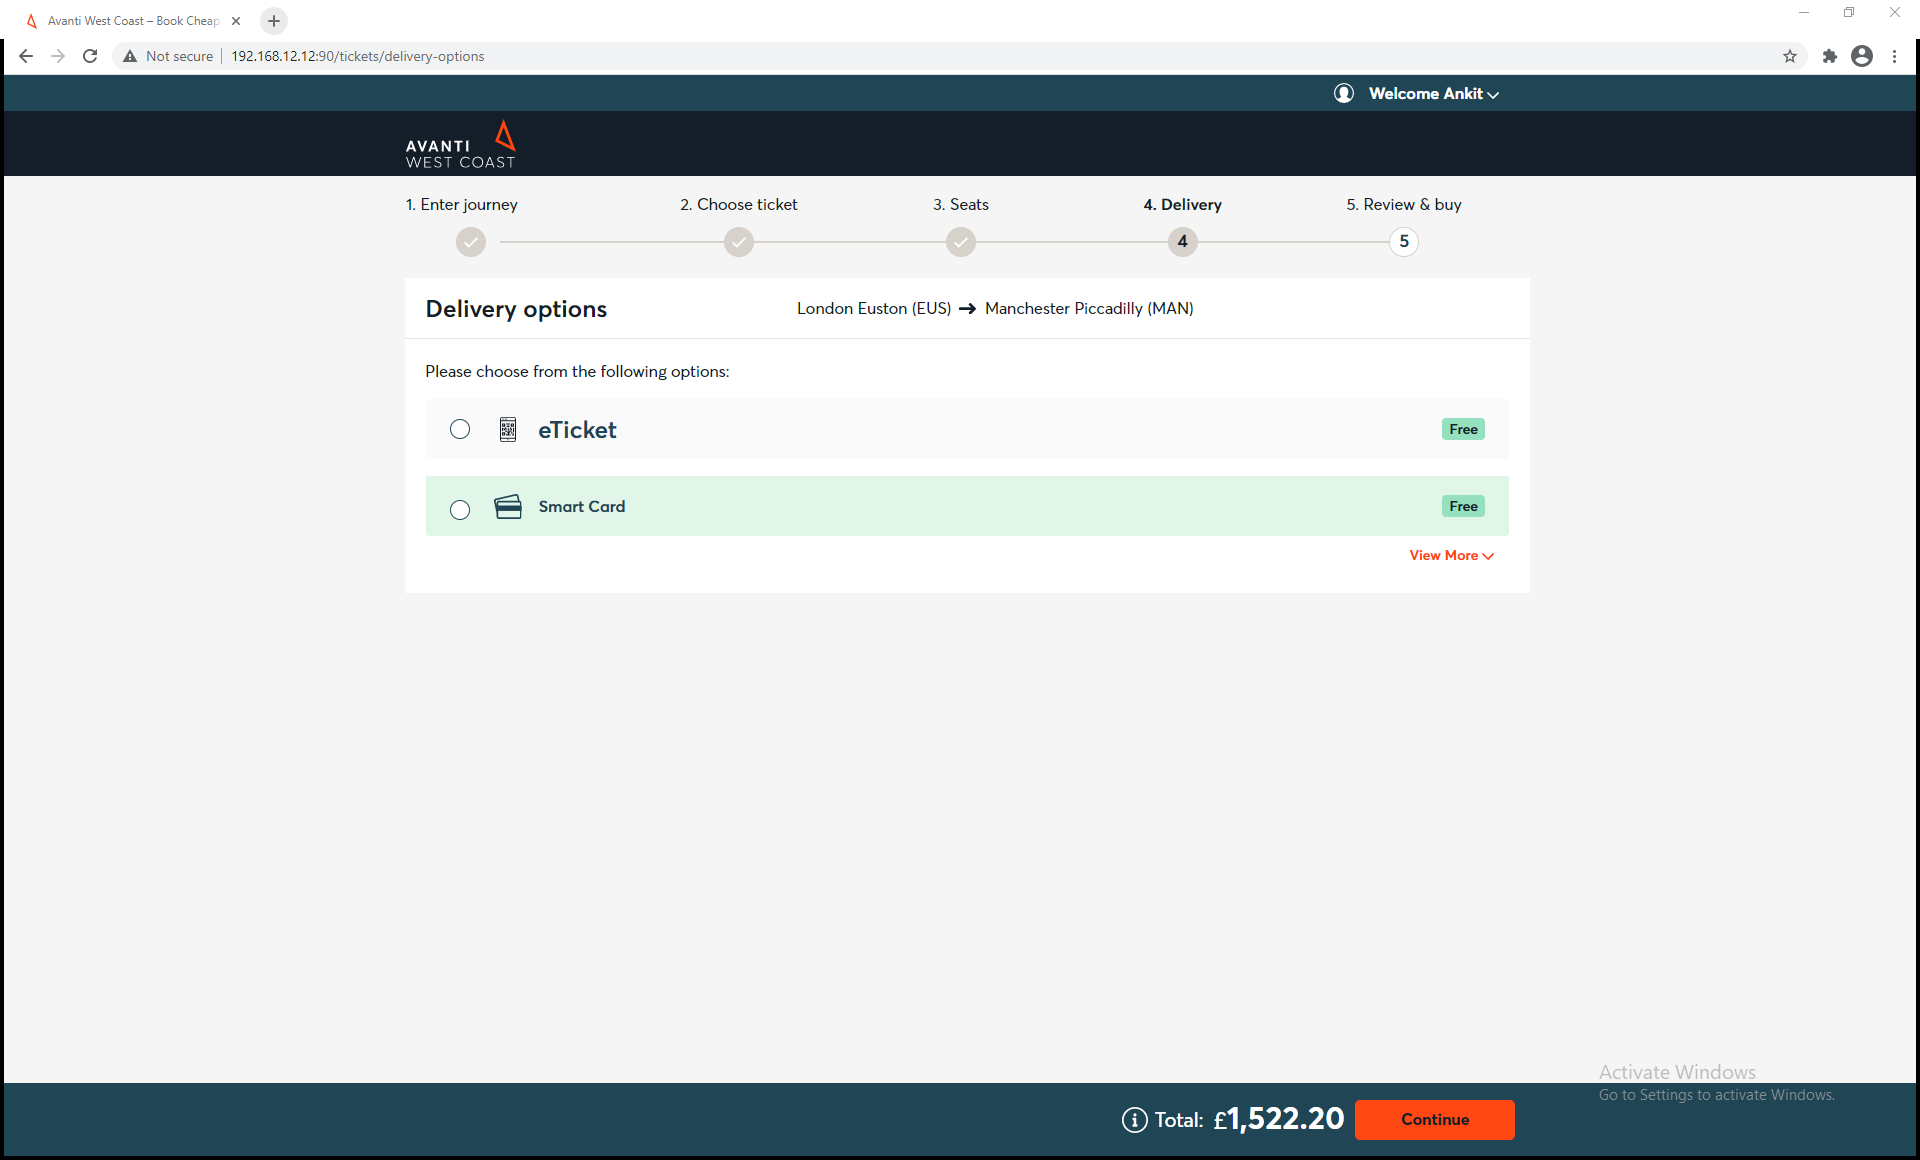 Avanti West Coast – Book Cheap
Not secure
192.168.12.12:90/tickets/delivery-options
Welcome Ankit
AVANTI
WEST COAST
1. Enter journey
2. Choose ticket
3. Seats
4. Delivery
5. Review & buy
4
5
Delivery options
London Euston (EUS) → Manchester Piccadilly (MAN)
Please choose from the following options:
eTicket
Free
Smart Card
Free
View More
Activate Windows
Go to Settings to activate Windows.
Total: £1,522.20
Continue